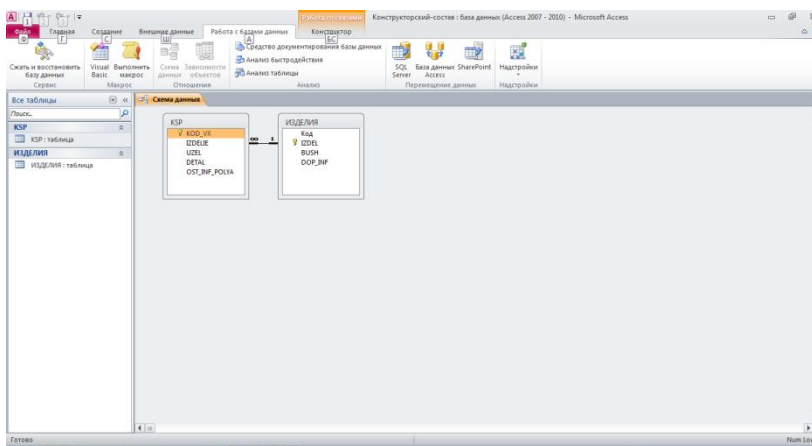 Работа со связями
Конструкторский-состав : база данных (Access 2007 - 2010) - Microsoft Access
Файл
Главная
Создание
Внешние данные
Работа с базами данных
Конструктор
Ф
Г
С
Ш
А
БС
Сжать и восстановить
базу данных
Visual
Basic
Выполнить
макрос
Схема
данных
Зависимости
объектов
Средство документирования базы данных
Анализ быстродействия
Анализ таблицы
SQL
Server
База данных
Access
SharePoint
Надстройки
Сервис
Макрос
Отношения
Анализ
Перемещение данных
Надстройки
Все таблицы
Поиск...
KSP
KSP : таблица
ИЗДЕЛИЯ
ИЗДЕЛИЯ : таблица
Схема данных
KSP
KOD_VX
IZDELIE
UZEL
DETAL
OST_INF_POLYA
∞
1
ИЗДЕЛИЯ
Код
IZDEL
BUSH
DOP_INF
Готово